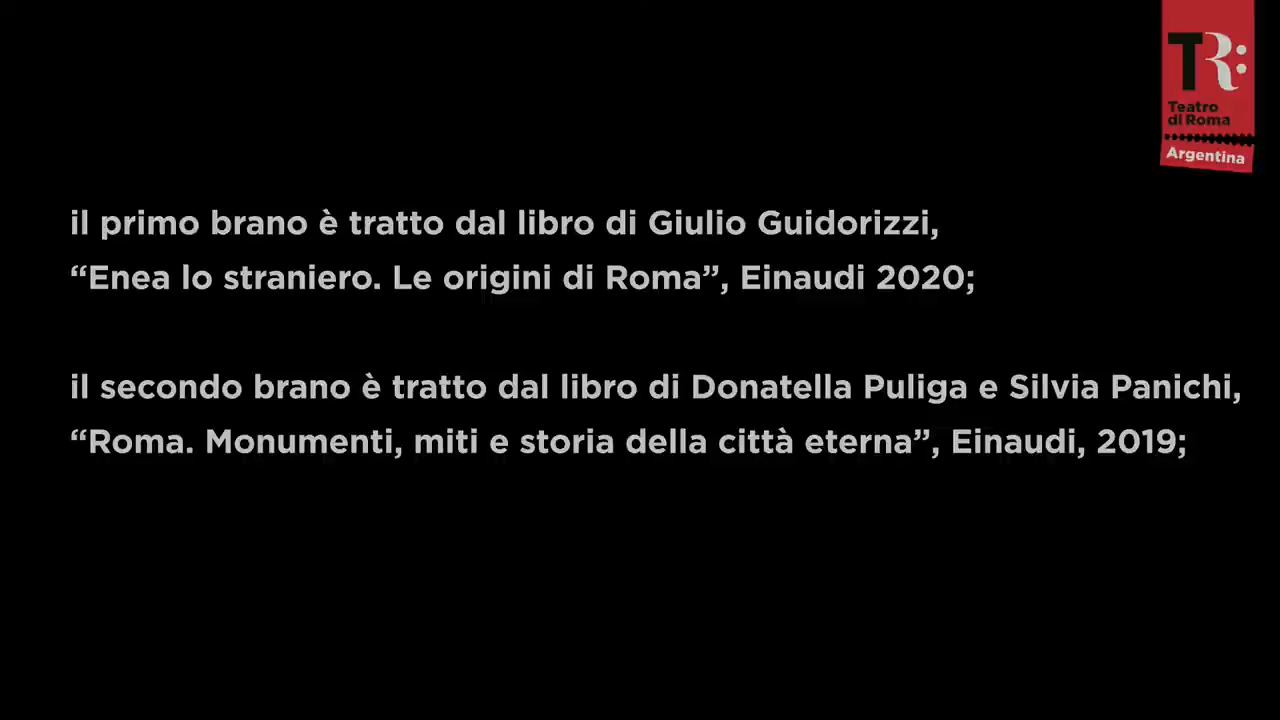 TR:
Teatro
di Roma
Argentina
il primo brano è tratto dal libro di Giulio Guidorizzi,
“Enea lo straniero. Le origini di Roma”, Einaudi 2020;
il secondo brano è tratto dal libro di Donatella Puliga e Silvia Panichi,
“Roma. Monumenti, miti e storia della città eterna”, Einaudi, 2019;